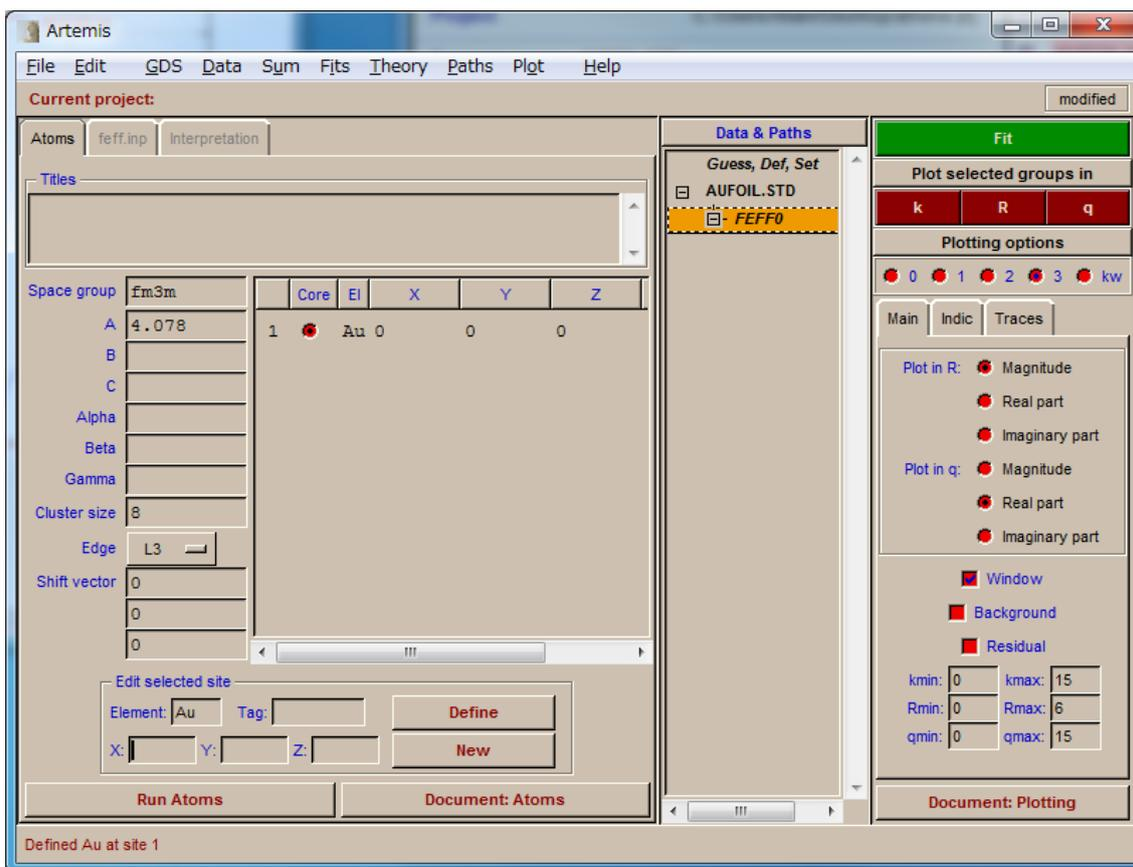 Artemis
File Edit GDS Data Sum Fits Theory Paths Plot Help
Current project:
modified
Atoms feff.inp Interpretation
Titles
Space group fm3m
A 4.078
B
C
Alpha
Beta
Gamma
Cluster size 8
Edge L3
Shift vector 0
0
0
Core El X Y Z
1 Au 0 0 0
Edit selected site
Element: Au Tag:
Define
X: Y: Z:
New
Run Atoms
Document: Atoms
Data & Paths
Guess, Def, Set
AUFOIL.STD
FEFF0
Fit
Plot selected groups in
k R q
Plotting options
0 1 2 3 kw
Main Indic Traces
Plot in R: Magnitude
Real part
Imaginary part
Plot in q: Magnitude
Real part
Imaginary part
Window
Background
Residual
kmin: 0 kmax: 15
Rmin: 0 Rmax: 6
qmin: 0 qmax: 15
Document: Plotting
Defined Au at site 1